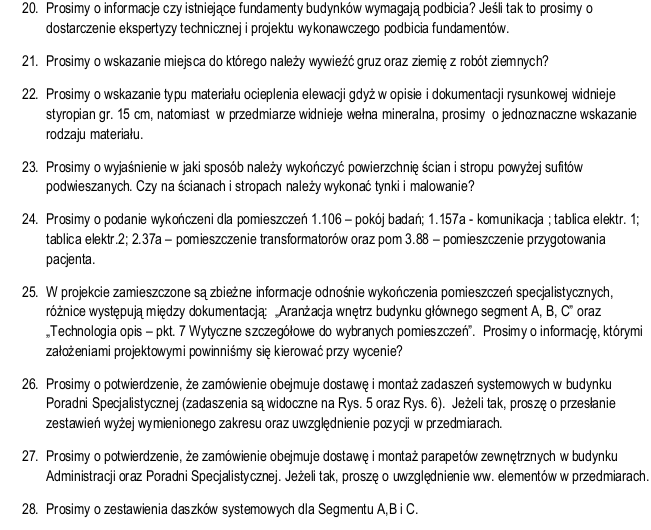 20. Prosimy o informacje czy istniejące fundamenty budynków wymagają podbicia? Jeśli tak to prosimy o
dostarczenie ekspertyzy technicznej i projektu wykonawczego podbicia fundamentów.
21. Prosimy o wskazanie miejsca do którego należy wywieźć gruz oraz ziemię z robót ziemnych?
22. Prosimy o wskazanie typu materiału ocieplenia elewacji gdyż w opisie i dokumentacji rysunkowej widnieje
styropian gr. 15 cm, natomiast w przedmiarze widnieje wełna mineralna, prosimy o jednoznaczne wskazanie
rodzaju materiału.
23. Prosimy o wyjaśnienie w jaki sposób należy wykończyć powierzchnię ścian i stropu powyżej sufitów
podwieszanych. Czy na ścianach i stropach należy wykonać tynki i malowanie?
24. Prosimy o podanie wykończeni dla pomieszczeń 1.106 – pokój badań; 1.157a - komunikacja ; tablica elektr. 1;
tablica elektr.2; 2.37a – pomieszczenie transformatorów oraz pom 3.88 – pomieszczenie przygotowania
pacjenta.
25. W projekcie zamieszczone są zbieżne informacje odnośnie wykończenia pomieszczeń specjalistycznych,
różnice występują między dokumentacją: „Aranżacja wnętrz budynku głównego segment A, B, C" oraz
„Technologia opis – pkt. 7 Wytyczne szczegółowe do wybranych pomieszczeń". Prosimy o informację, którymi
założeniami projektowymi powinniśmy się kierować przy wycenie?
26. Prosimy o potwierdzenie, że zamówienie obejmuje dostawę i montaż zadaszeń systemowych w budynku
Poradni Specjalistycznej (zadaszenia są widoczne na Rys. 5 oraz Rys. 6). Jeżeli tak, proszę o przesłanie
zestawień wyżej wymienionego zakresu oraz uwzględnienie pozycji w przedmiarach.
27. Prosimy o potwierdzenie, że zamówienie obejmuje dostawę i montaż parapetów zewnętrznych w budynku
Administracji oraz Poradni Specjalistycznej. Jeżeli tak, proszę o uwzględnienie ww. elementów w przedmiarach.
28. Prosimy o zestawienia daszków systemowych dla Segmentu A,B i C.